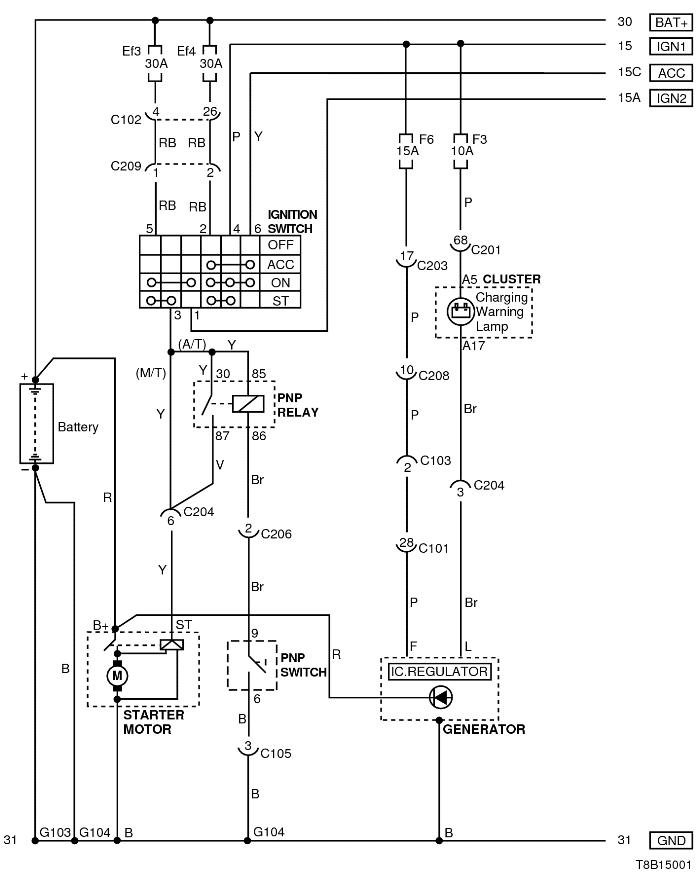 30 BAT+
15 IGN1
15C ACC
15A IGN2
Ef3 30A
Ef4 30A
F6 15A
F3 10A
C102 4 26
RB RB P Y
C209 1 2
RB RB
P
5 2 4 6
IGNITION SWITCH
OFF
ACC
ON
ST
3 1
17 C203
68 C201
A5 CLUSTER
Charging
Warning
Lamp
A17
(A/T) Y
(M/T)
Y 30 85
PNP
RELAY
87 86
P
10 C208
+
Battery
−
Y
V
Br
P
Br
2 C103
3 C204
R
6 C204
2 C206
28 C101
Y
Br
P
Br
B+ ST
9
PNP
SWITCH
6
R
F L
IC.REGULATOR
GENERATOR
B
M
STARTER
MOTOR
B
3 C105
B
31 G103 G104 B G104 B 31 GND
T8B15001